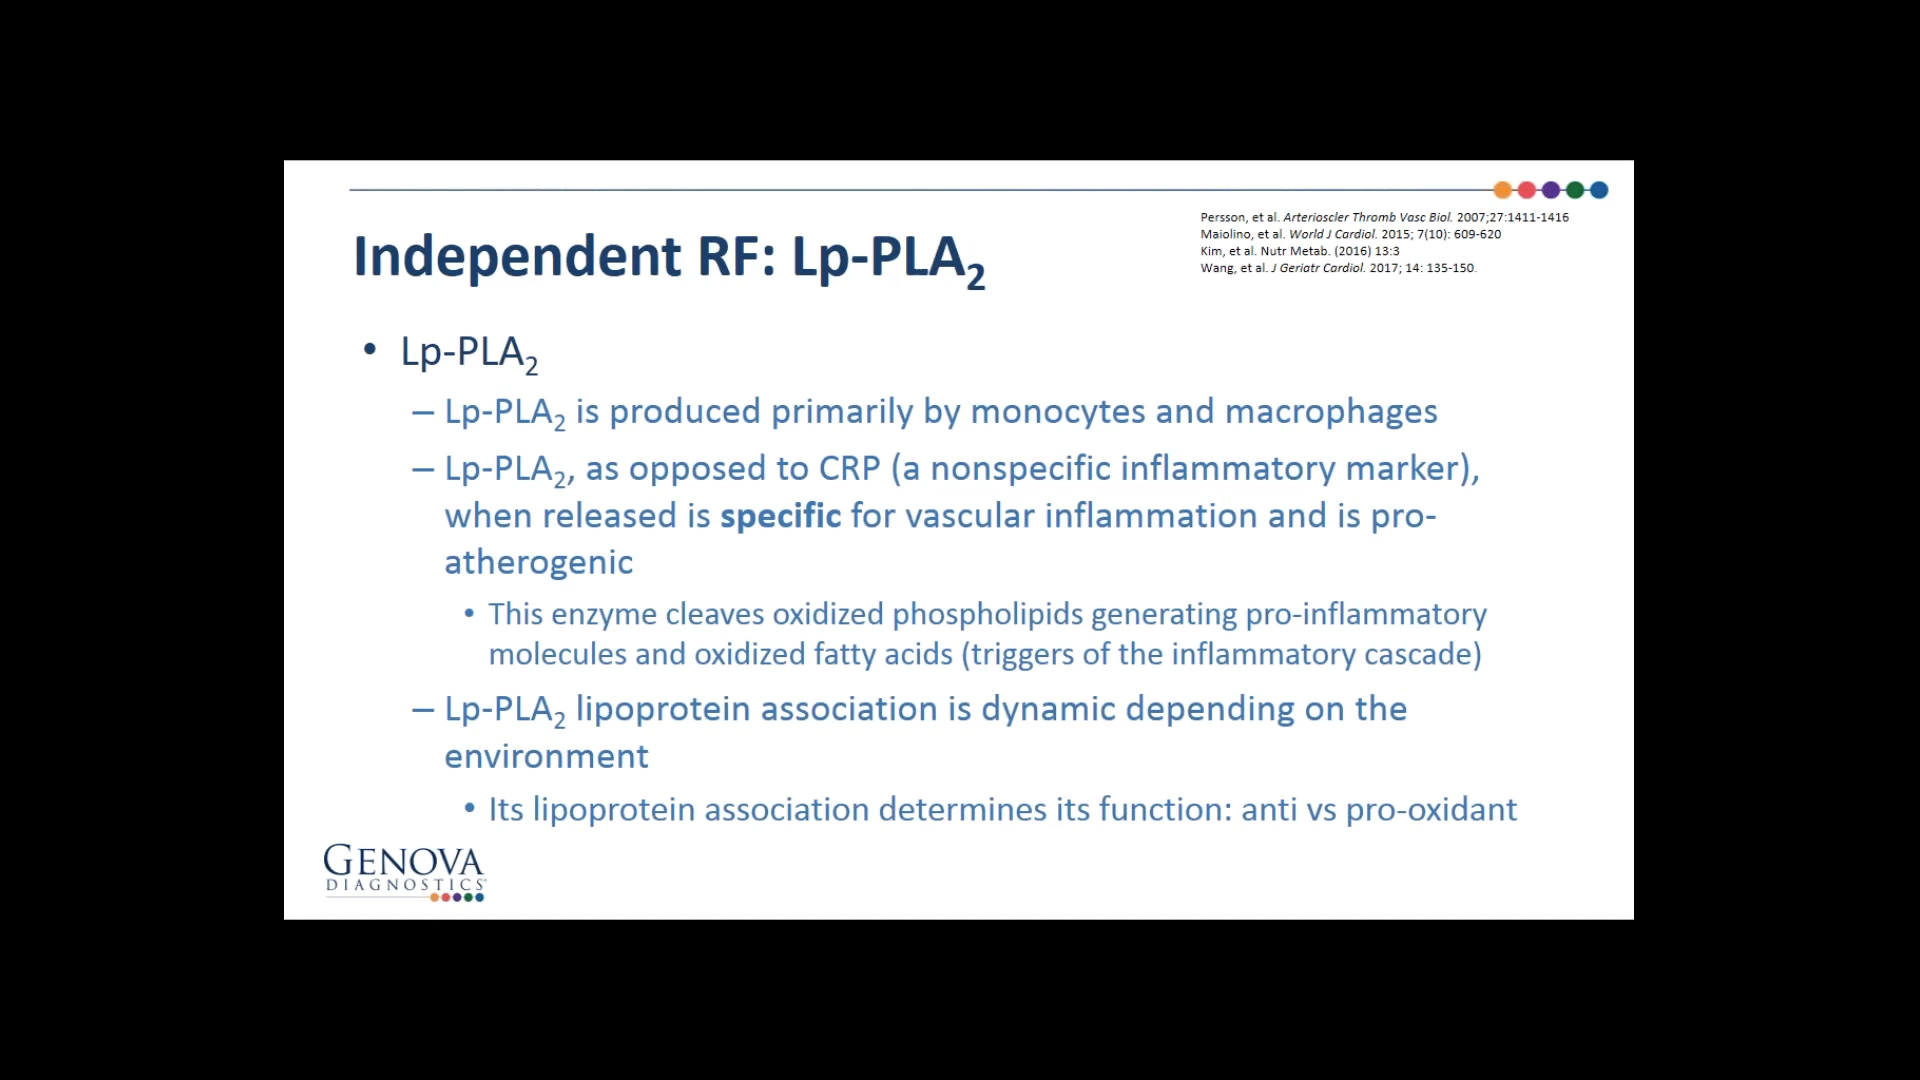 Persson, et al. Arterioscler Thromb Vasc Biol. 2007;27:1411-1416
Maiolino, et al. World J Cardiol. 2015; 7(10): 609-620
Kim, et al. Nutr Metab. (2016) 13:3
Wang, et al. J Geriatr Cardiol. 2017; 14: 135-150.
Independent RF: Lp-PLA₂
• Lp-PLA₂
– Lp-PLA₂ is produced primarily by monocytes and macrophages
– Lp-PLA₂, as opposed to CRP (a nonspecific inflammatory marker),
when released is specific for vascular inflammation and is pro-
atherogenic
• This enzyme cleaves oxidized phospholipids generating pro-inflammatory
molecules and oxidized fatty acids (triggers of the inflammatory cascade)
– Lp-PLA₂ lipoprotein association is dynamic depending on the
environment
• Its lipoprotein association determines its function: anti vs pro-oxidant
GENOVA
DIAGNOSTICS